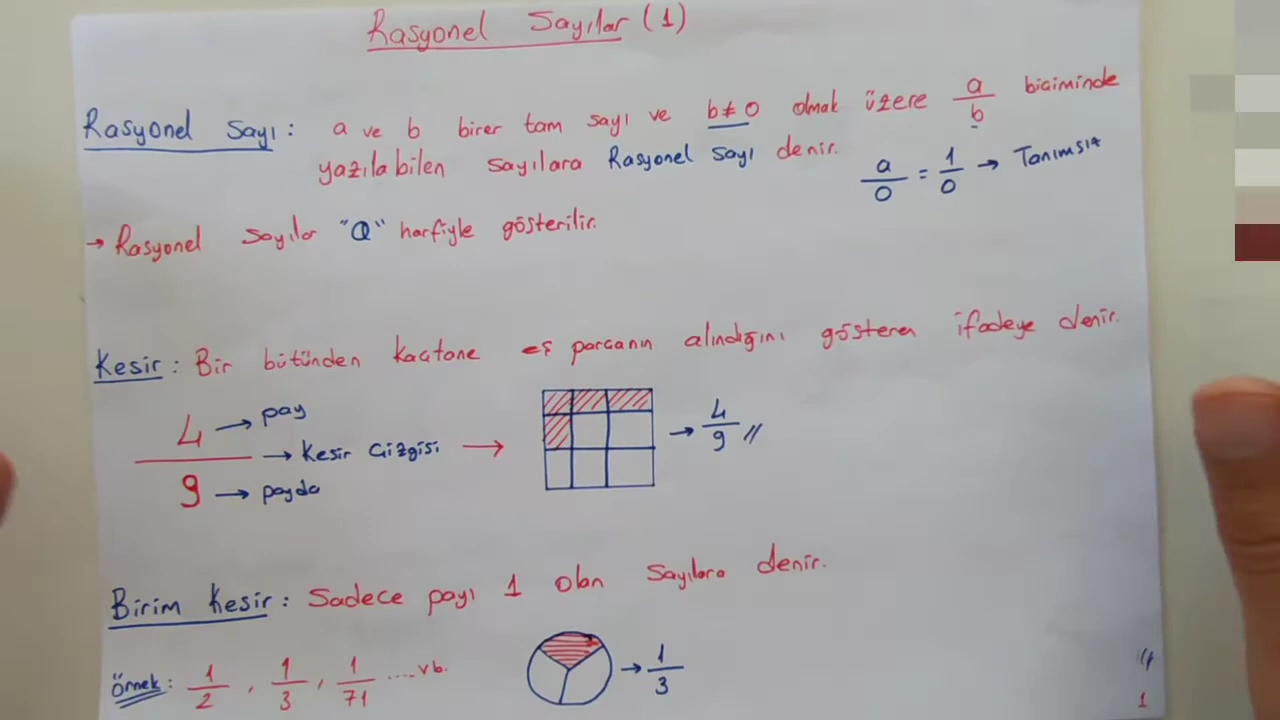 Rasyonel Sayılar (1)
Rasyonel Sayı: a ve b birer tam sayı ve b≠0 olmak üzere a/b biçiminde
yazılabilen sayılara Rasyonel sayı denir. a/0 = 1/0 → Tanımsız
→ Rasyonel Sayılar "Q" harfiyle gösterilir.
Kesir: Bir bütünden kaçtane eş parçanın alındığını gösteren ifadeye denir.
4 → pay
→ Kesir Çizgisi → → 4/9 //
9 → payda
Birim Kesir: Sadece payı 1 olan sayılara denir.
Örnek: 1/2, 1/3, 1/71 ....vb. → 1/3
1